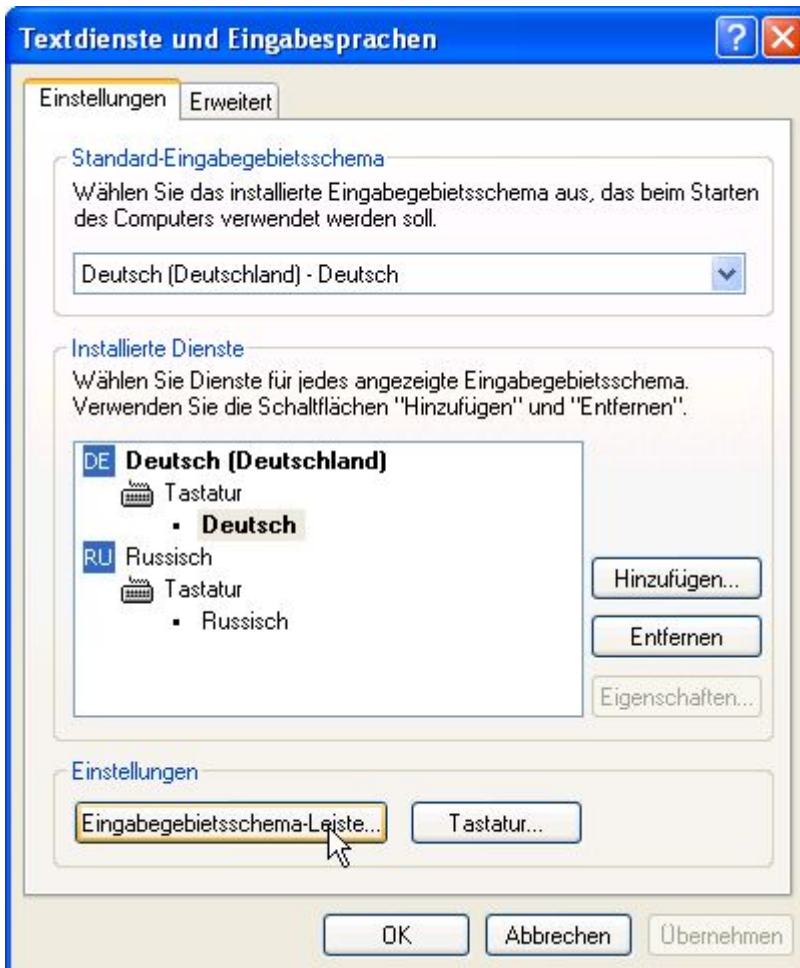 Textdienste und Eingabesprachen
Einstellungen
Erweitert
Standard-Eingabegebietsschema
Wählen Sie das installierte Eingabegebietsschema aus, das beim Starten
des Computers verwendet werden soll.
Deutsch (Deutschland) - Deutsch
Installierte Dienste
Wählen Sie Dienste für jedes angezeigte Eingabegebietsschema.
Verwenden Sie die Schaltflächen "Hinzufügen" und "Entfernen".
DE Deutsch (Deutschland)
Tastatur
▪ Deutsch
RU Russisch
Tastatur
▪ Russisch
Hinzufügen...
Entfernen
Eigenschaften...
Einstellungen
Eingabegebietsschema-Leiste...
Tastatur...
OK
Abbrechen
Übernehmen